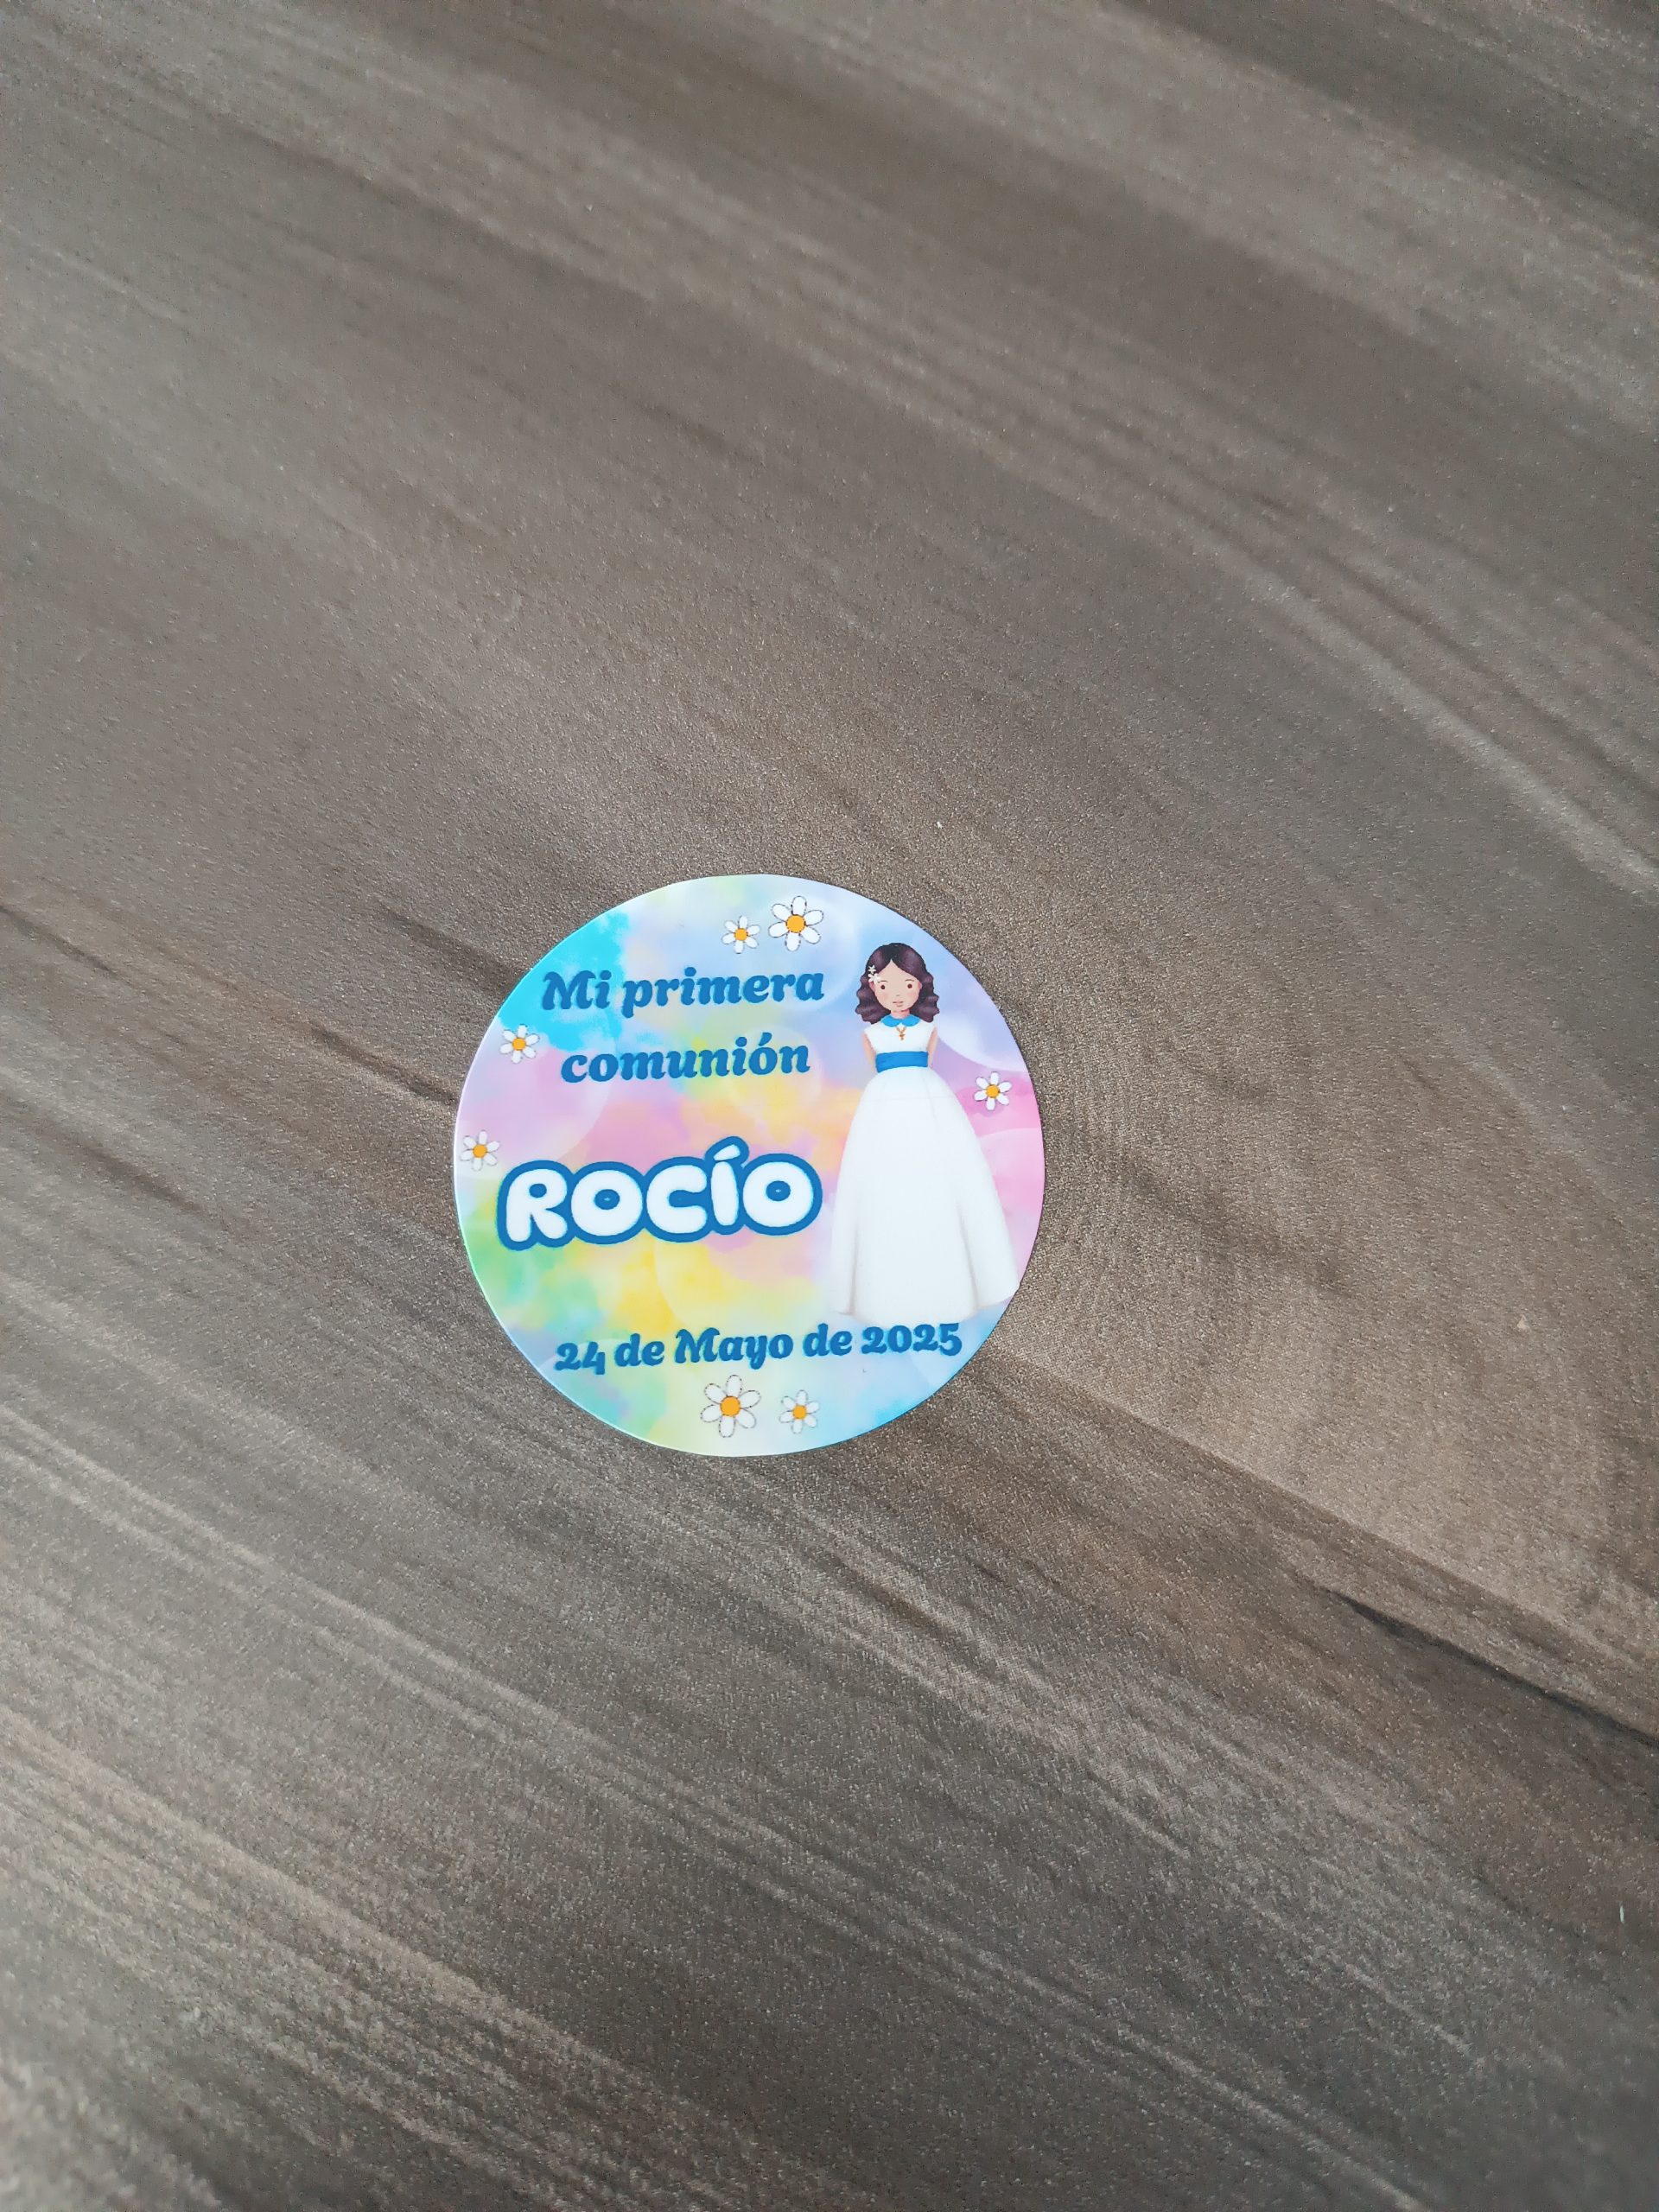 Mi primera
comunión
ROCÍO
24 de Mayo de 2025